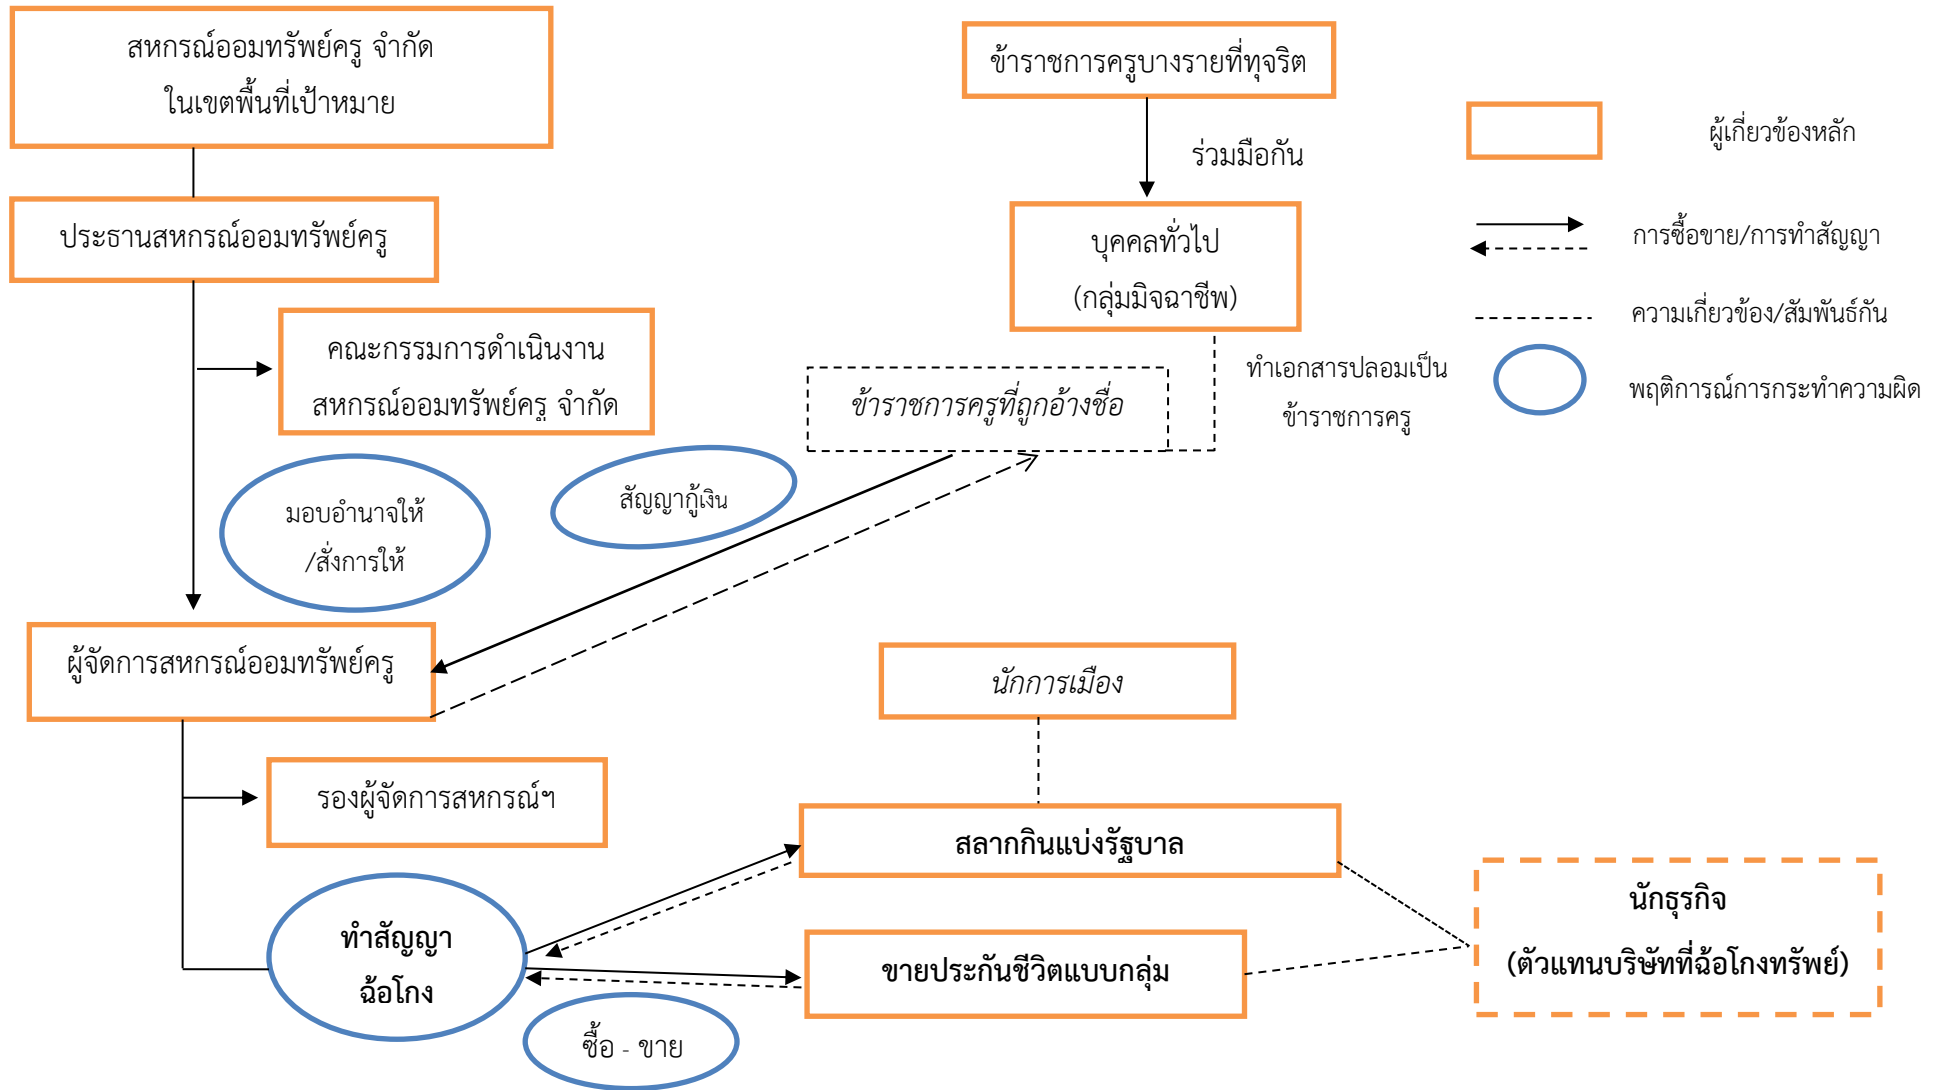 สหกรณ์ออมทรัพย์ครู จำกัด
ในเขตพื้นที่เป้าหมาย
ข้าราชการครูบางรายที่ทุจริต
ร่วมมือกัน
ผู้เกี่ยวข้องหลัก
ประธานสหกรณ์ออมทรัพย์ครู
บุคคลทั่วไป
(กลุ่มมิจฉาชีพ)
การซื้อขาย/การทำสัญญา
ความเกี่ยวข้อง/สัมพันธ์กัน
พฤติการณ์การกระทำความผิด
คณะกรรมการดำเนินงาน
สหกรณ์ออมทรัพย์ครู จำกัด
ข้าราชการครูที่ถูกอ้างชื่อ
ทำเอกสารปลอมเป็น
ข้าราชการครู
มอบอำนาจให้
/สั่งการให้
สัญญากู้เงิน
ผู้จัดการสหกรณ์ออมทรัพย์ครู
นักการเมือง
รองผู้จัดการสหกรณ์ฯ
สลากกินแบ่งรัฐบาล
ทำสัญญา
ฉ้อโกง
ขายประกันชีวิตแบบกลุ่ม
นักธุรกิจ
(ตัวแทนบริษัทที่ฉ้อโกงทรัพย์)
ซื้อ - ขาย